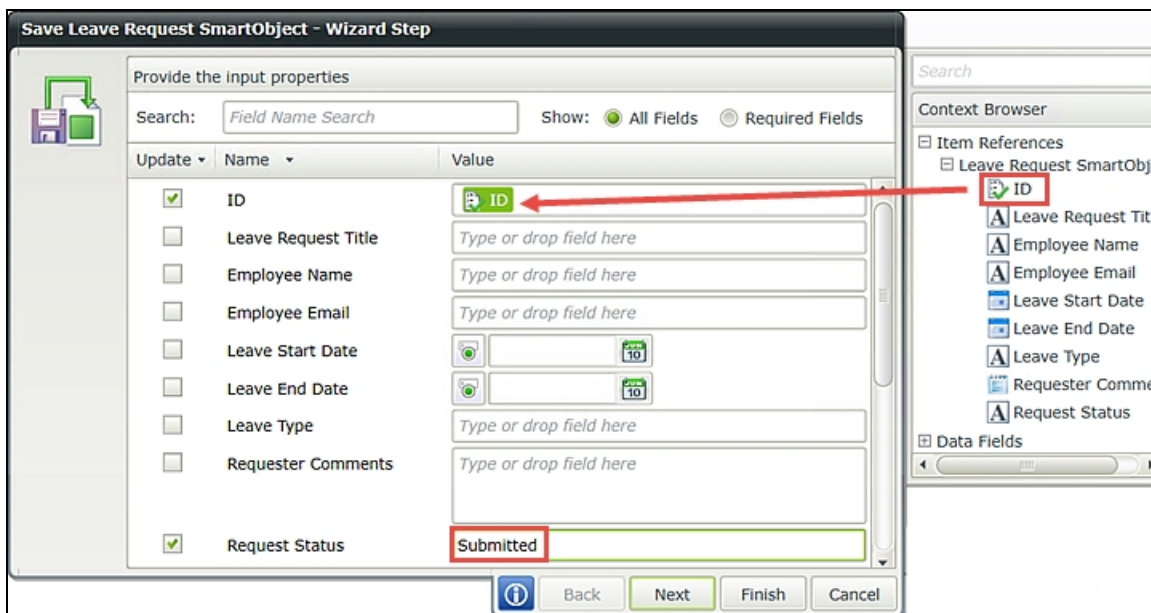 Save Leave Request SmartObject - Wizard Step
Provide the input properties
Search: Field Name Search Show: All Fields Required Fields
Update Name Value
ID ID
Leave Request Title Type or drop field here
Employee Name Type or drop field here
Employee Email Type or drop field here
Leave Start Date JUN 10
Leave End Date JUN 10
Leave Type Type or drop field here
Requester Comments Type or drop field here
Request Status Submitted
Back Next Finish Cancel
Search
Context Browser
Item References
Leave Request SmartObj
ID
A Leave Request Tit
A Employee Name
A Employee Email
Leave Start Date
Leave End Date
A Leave Type
Requester Comme
A Request Status
Data Fields